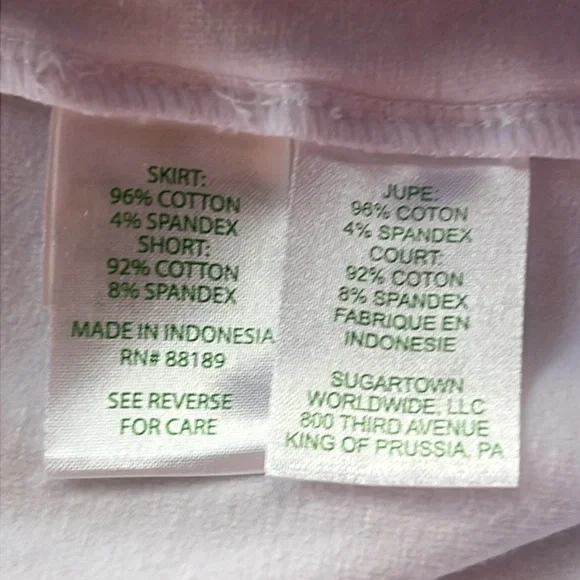 SKIRT:
96% COTTON
4% SPANDEX
SHORT:
92% COTTON
8% SPANDEX
MADE IN INDONESIA
RN# 88189
SEE REVERSE
FOR CARE
JUPE:
96% COTON
4% SPANDEX
COURT:
92% COTON
8% SPANDEX
FABRIQUE EN
INDONESIE
SUGARTOWN
WORLDWIDE, LLC
800 THIRD AVENUE
KING OF PRUSSIA, PA